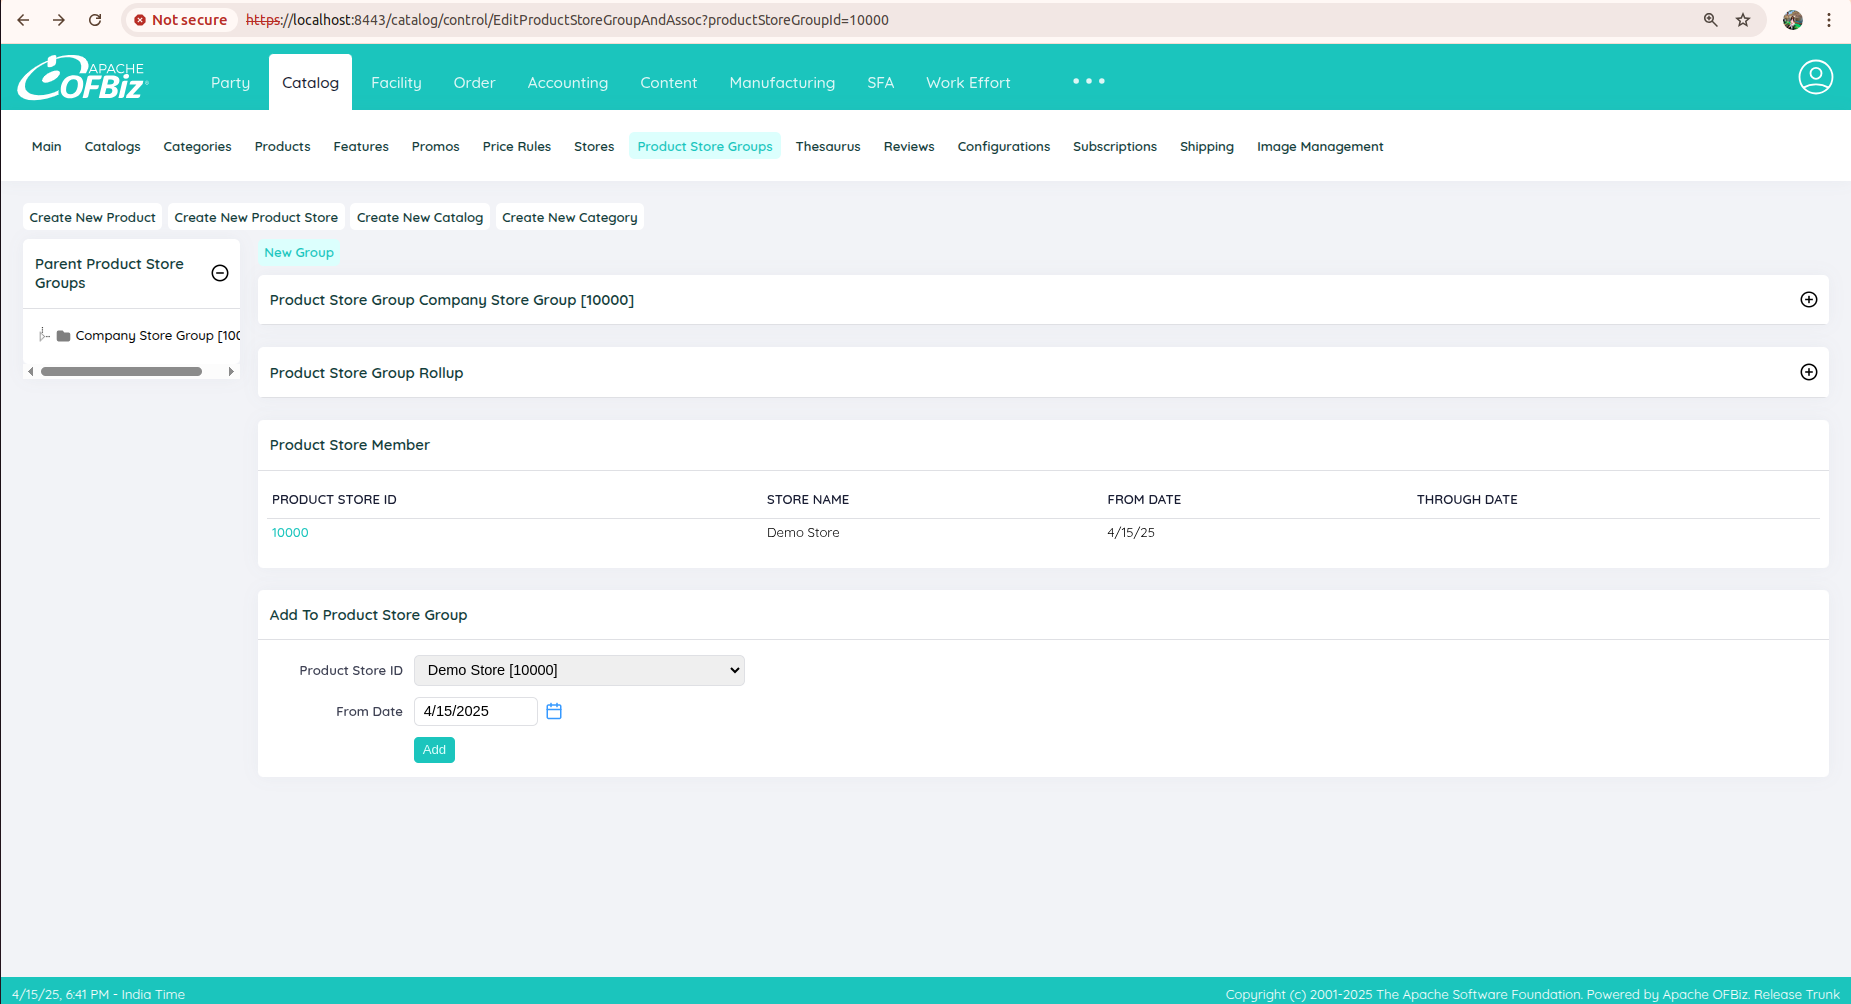 Not secure https://localhost:8443/catalog/control/EditProductStoreGroupAndAssoc?productStoreGroupId=10000
APACHE
OFBiz
Party Catalog Facility Order Accounting Content Manufacturing SFA Work Effort
Main Catalogs Categories Products Features Promos Price Rules Stores Product Store Groups Thesaurus Reviews Configurations Subscriptions Shipping Image Management
Create New Product Create New Product Store Create New Catalog Create New Category
Parent Product Store
Groups
Company Store Group [100
New Group
Product Store Group Company Store Group [10000]
Product Store Group Rollup
Product Store Member
PRODUCT STORE ID STORE NAME FROM DATE THROUGH DATE
10000 Demo Store 4/15/25
Add To Product Store Group
Product Store ID Demo Store [10000]
From Date 4/15/2025
Add
4/15/25, 6:41 PM - India Time Copyright (c) 2001-2025 The Apache Software Foundation. Powered by Apache OFBiz. Release Trunk